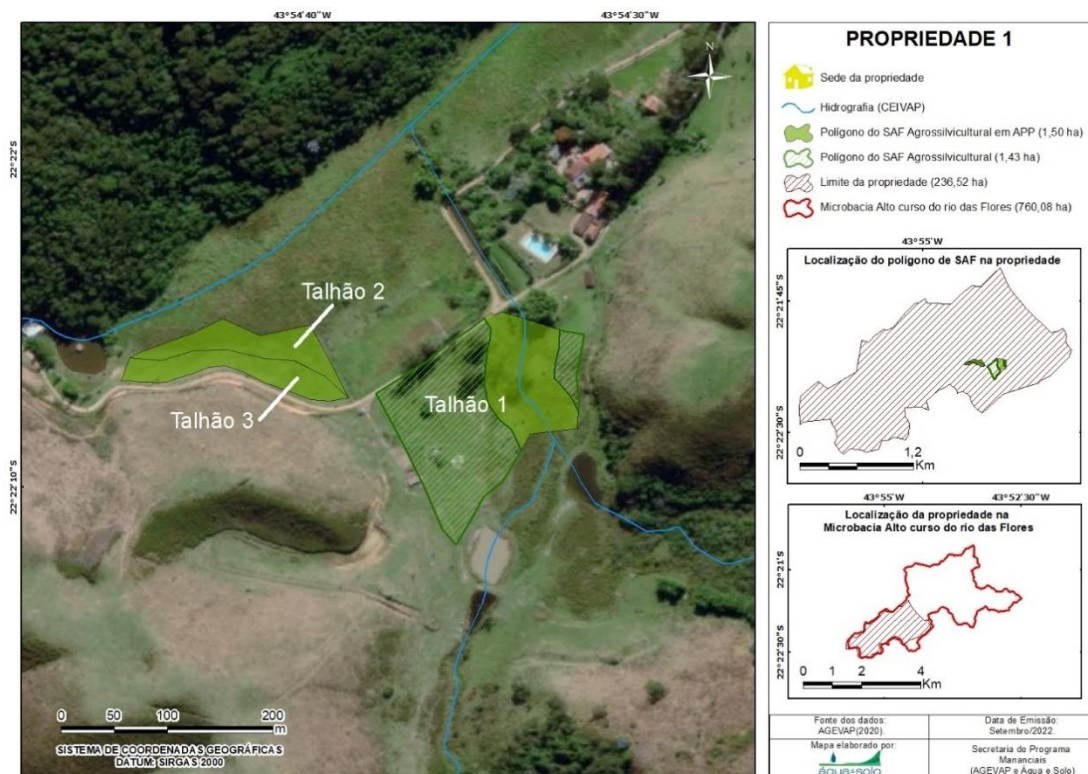 43°54'40"W
43°54'30"W
22°22'S
22°22'10"S
N
Talhão 2
Talhão 3
Talhão 1
0 50 100 200
m
SISTEMA DE COORDENADAS GEOGRÁFICAS
DATUM: SIRGAS 2000
PROPRIEDADE 1
Sede da propriedade
Hidrografia (CEIVAP)
Polígono do SAF Agrossilvicultural em APP (1,50 ha)
Polígono do SAF Agrossilvicultural (1,43 ha)
Limite da propriedade (236,52 ha)
Microbacia Alto curso do rio das Flores (760,08 ha)
43°55'W
Localização do polígono de SAF na propriedade
22°21'45"S
22°22'30"S
0 1,2
Km
43°55'W 43°52'30"W
Localização da propriedade na
Microbacia Alto curso do rio das Flores
22°21'S
22°22'30"S
0 1 2 4
Km
Fonte dos dados:
AGEVAP(2020).
Data de Emissão:
Setembro/2022.
Mapa elaborado por:
água e solo
Secretaria do Programa
Mananciais
(AGEVAP e Água e Solo)